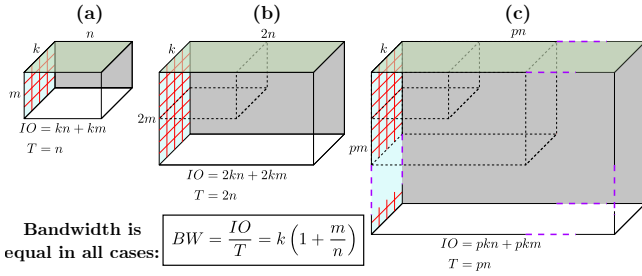 (a)
n
k
m
IO = kn + km
T = n
(b)
2n
k
2m
IO = 2kn + 2km
T = 2n
(c)
pn
k
pm
IO = pkn + pkm
T = pn
Bandwidth is
equal in all cases:
BW = IO/T = k(1 + m/n)